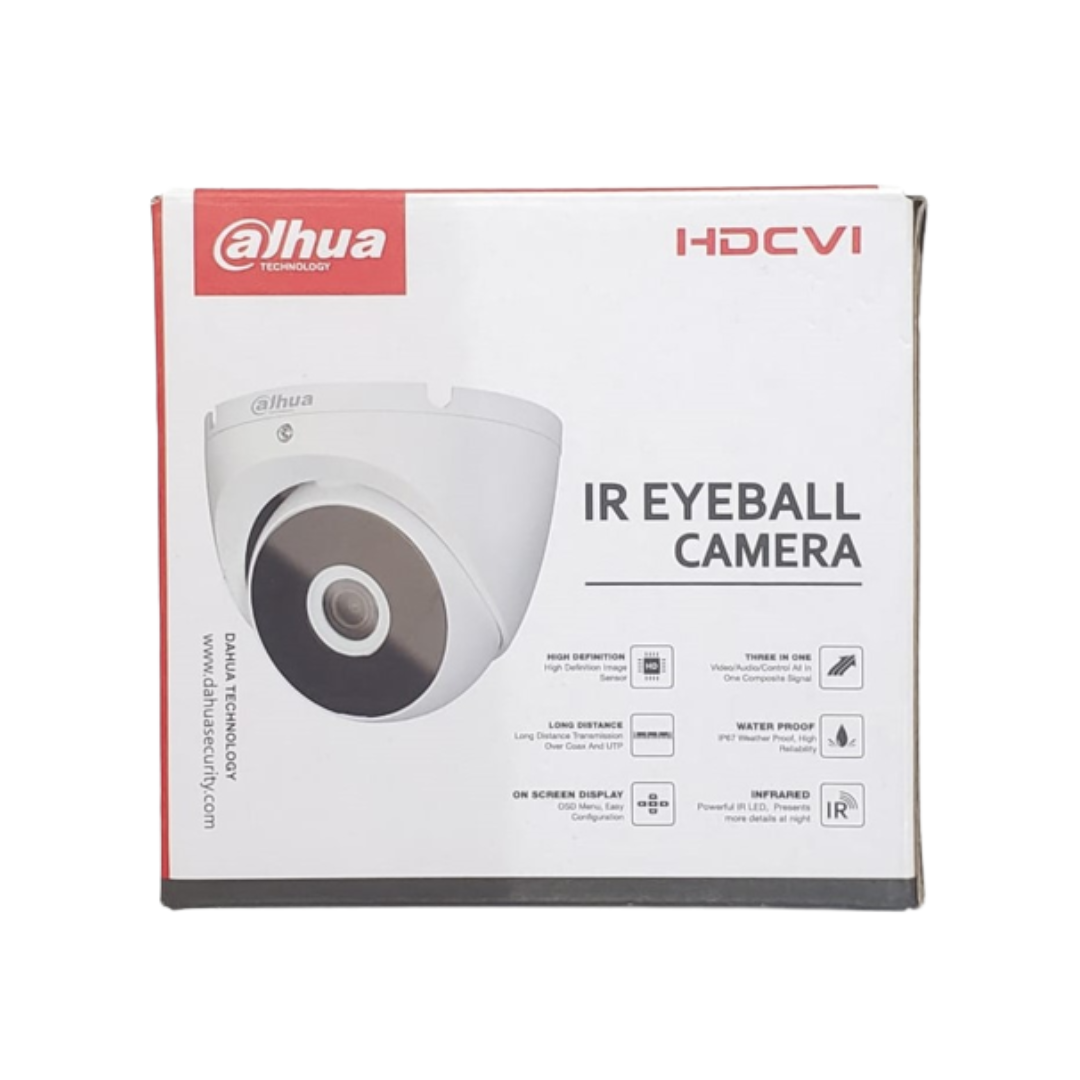 alhua
TECHNOLOGY
HDCVI
alhua
IR EYEBALL
CAMERA
HIGH DEFINITION
High Definition Image
Sensor
HD
THREE IN ONE
Video/Audio/Control All In
One Composite Signal
LONG DISTANCE
Long Distance Transmission
Over Coax And UTP
WATER PROOF
IP67 Weather Proof, High
Reliability
ON SCREEN DISPLAY
OSD Menu, Easy
Configuration
INFRARED
Powerful IR LED, Presents
more details at night
IR
DAHUA TECHNOLOGY
www.dahuasecurity.com